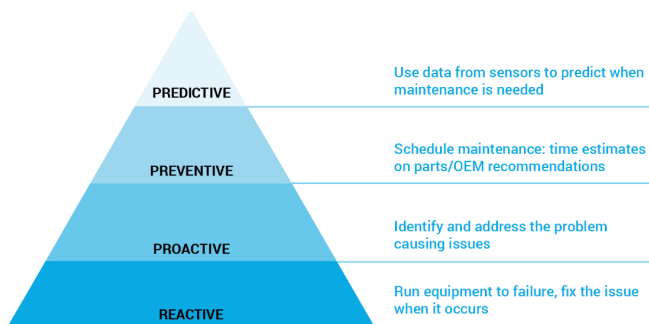 PREDICTIVE
Use data from sensors to predict when
maintenance is needed
PREVENTIVE
Schedule maintenance: time estimates
on parts/OEM recommendations
PROACTIVE
Identify and address the problem
causing issues
REACTIVE
Run equipment to failure, fix the issue
when it occurs